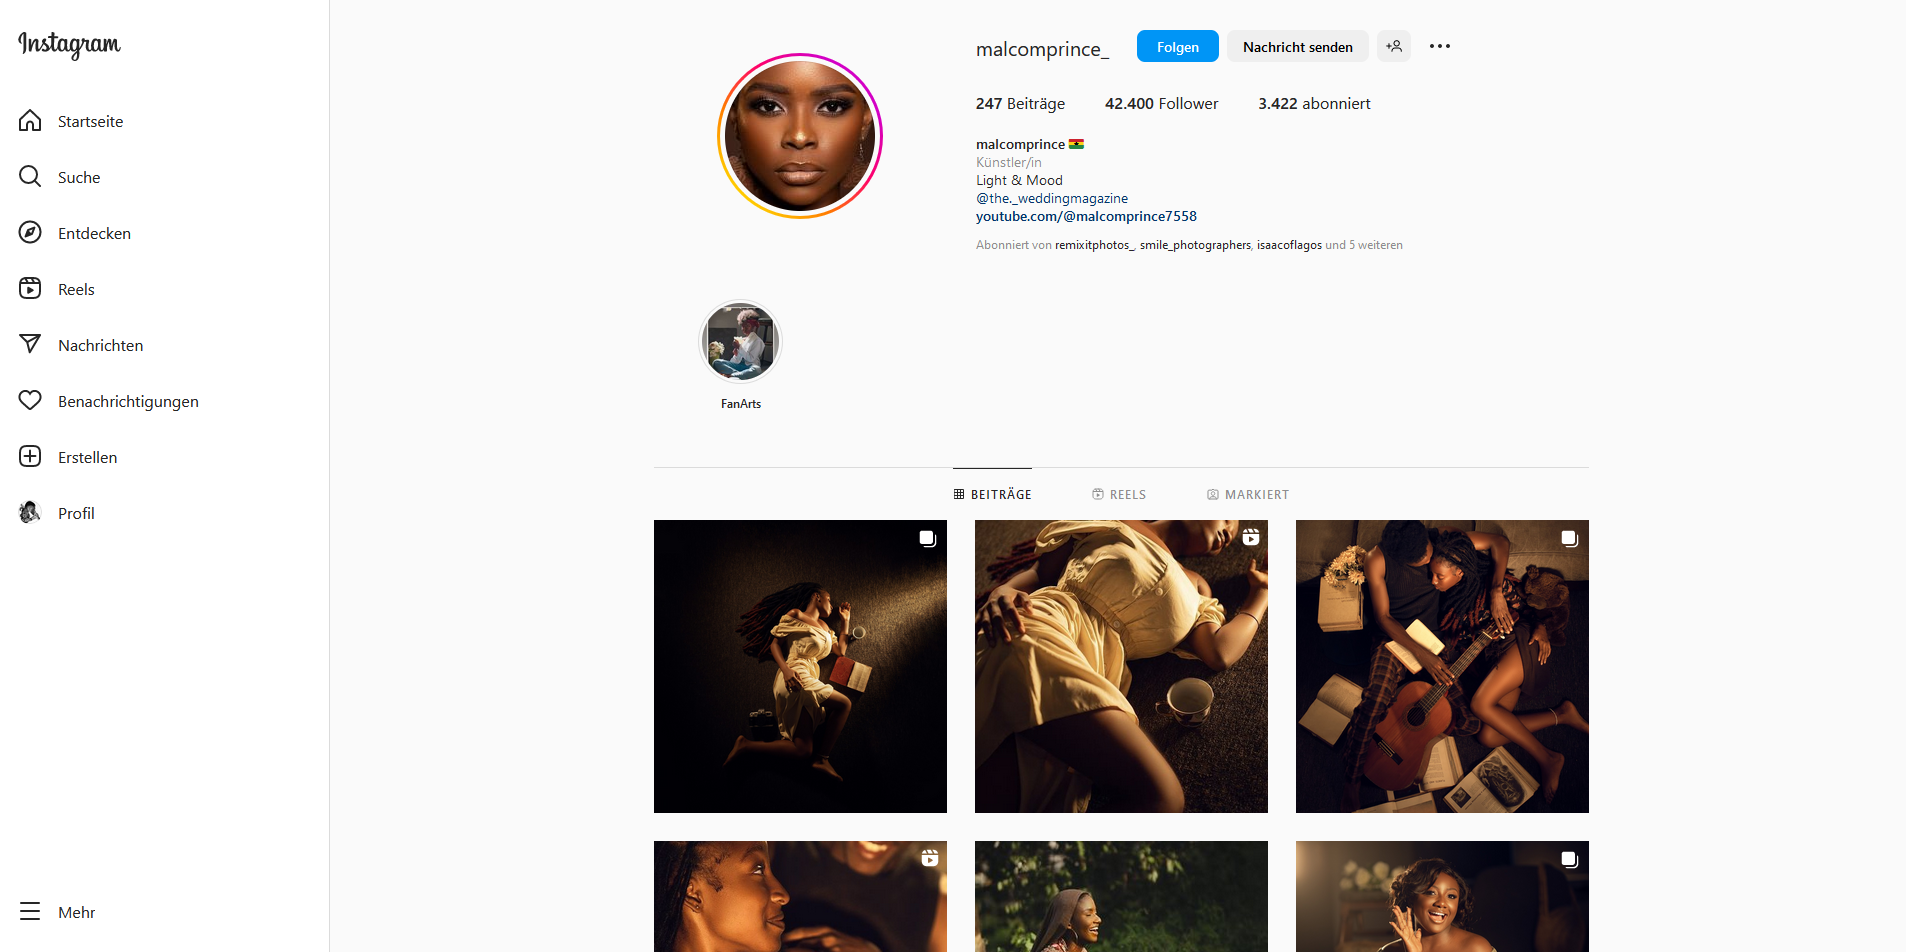 Instagram
Startseite
Suche
Entdecken
Reels
Nachrichten
Benachrichtigungen
Erstellen
Profil
Mehr
malcomprince_
Folgen
Nachricht senden
247 Beiträge
42.400 Follower
3.422 abonniert
malcomprince 🇬🇭
Künstler/in
Light & Mood
@the._weddingmagazine
youtube.com/@malcomprince7558
Abonniert von remixitphotos_, smile_photographers, isaacoflagos und 5 weiteren
FanArts
BEITRÄGE
REELS
MARKIERT